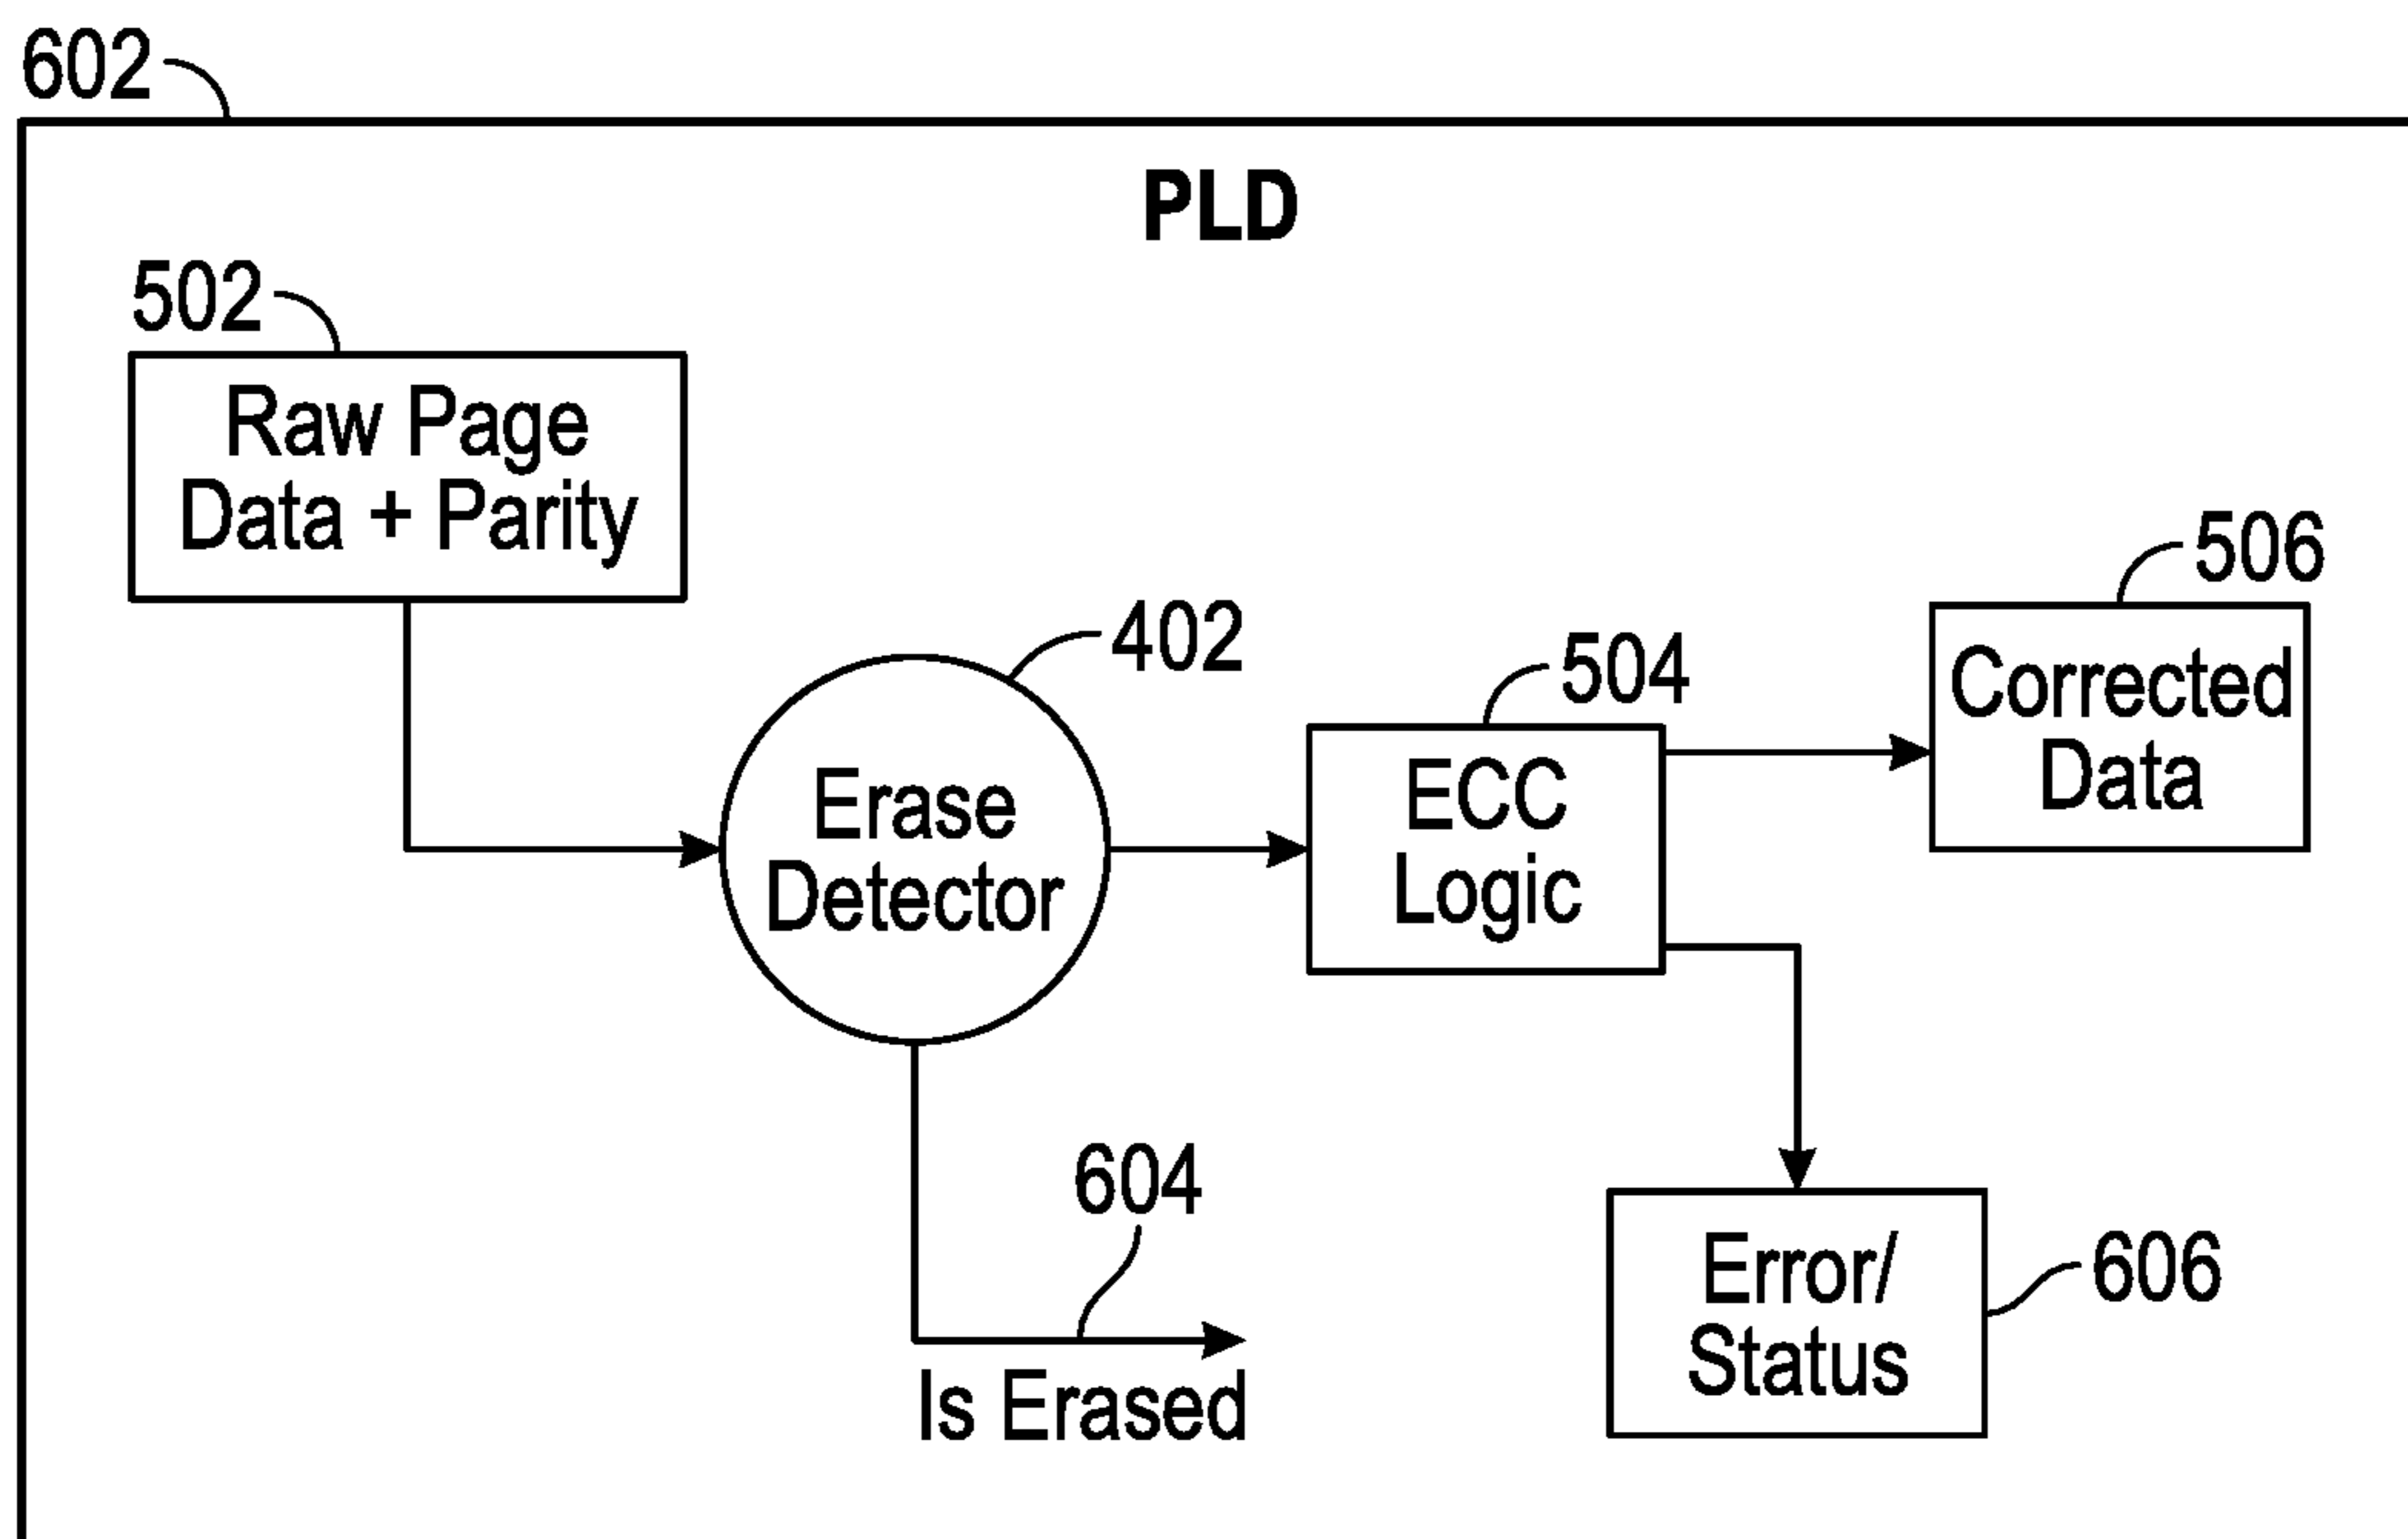 602
PLD
502
Raw Page
Data + Parity
402
Erase
Detector
504
ECC
Logic
506
Corrected
Data
604
Is Erased
Error/
Status
606